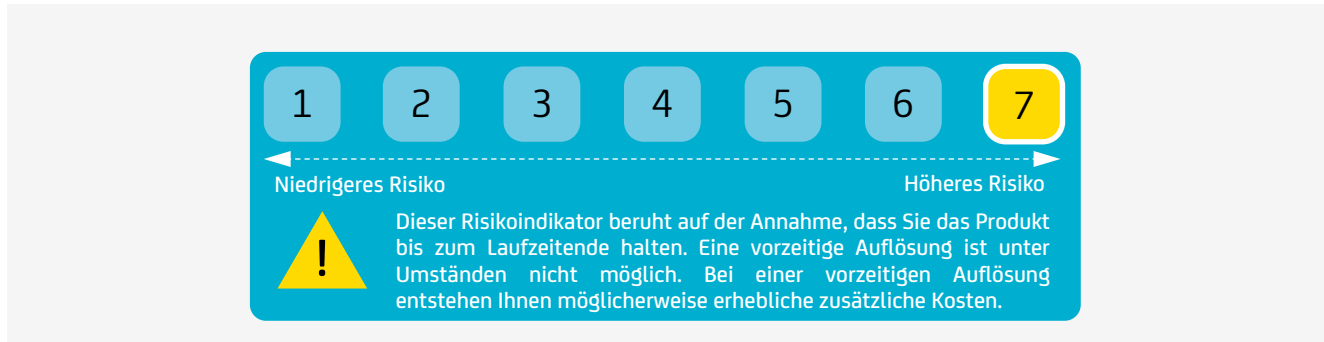 1 2 3 4 5 6 7
Niedrigeres Risiko Höheres Risiko
Dieser Risikoindikator beruht auf der Annahme, dass Sie das Produkt
bis zum Laufzeitende halten. Eine vorzeitige Auflösung ist unter
Umständen nicht möglich. Bei einer vorzeitigen Auflösung
entstehen Ihnen möglicherweise erhebliche zusätzliche Kosten.
!